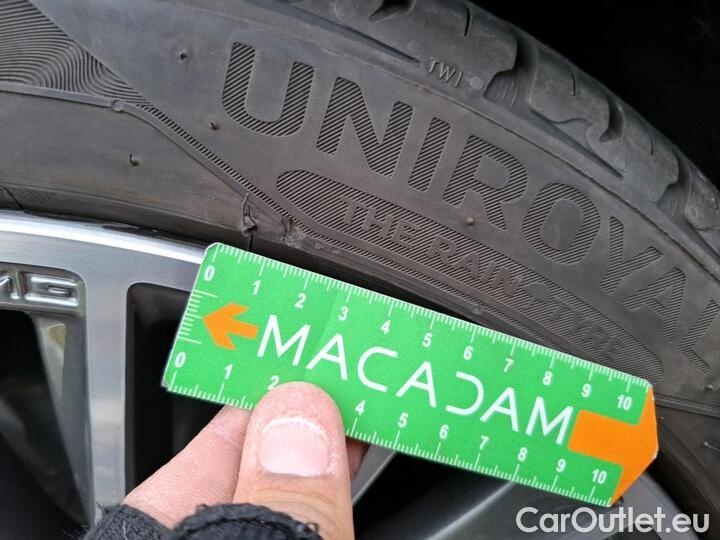 TWI
UNIROYAL
THE RAIN TYRE
0 1 2 3 4 5 6 7 8 9 10
MACADAM
0 1 2 4 5 6 7 8 9 10
CarOutlet.eu